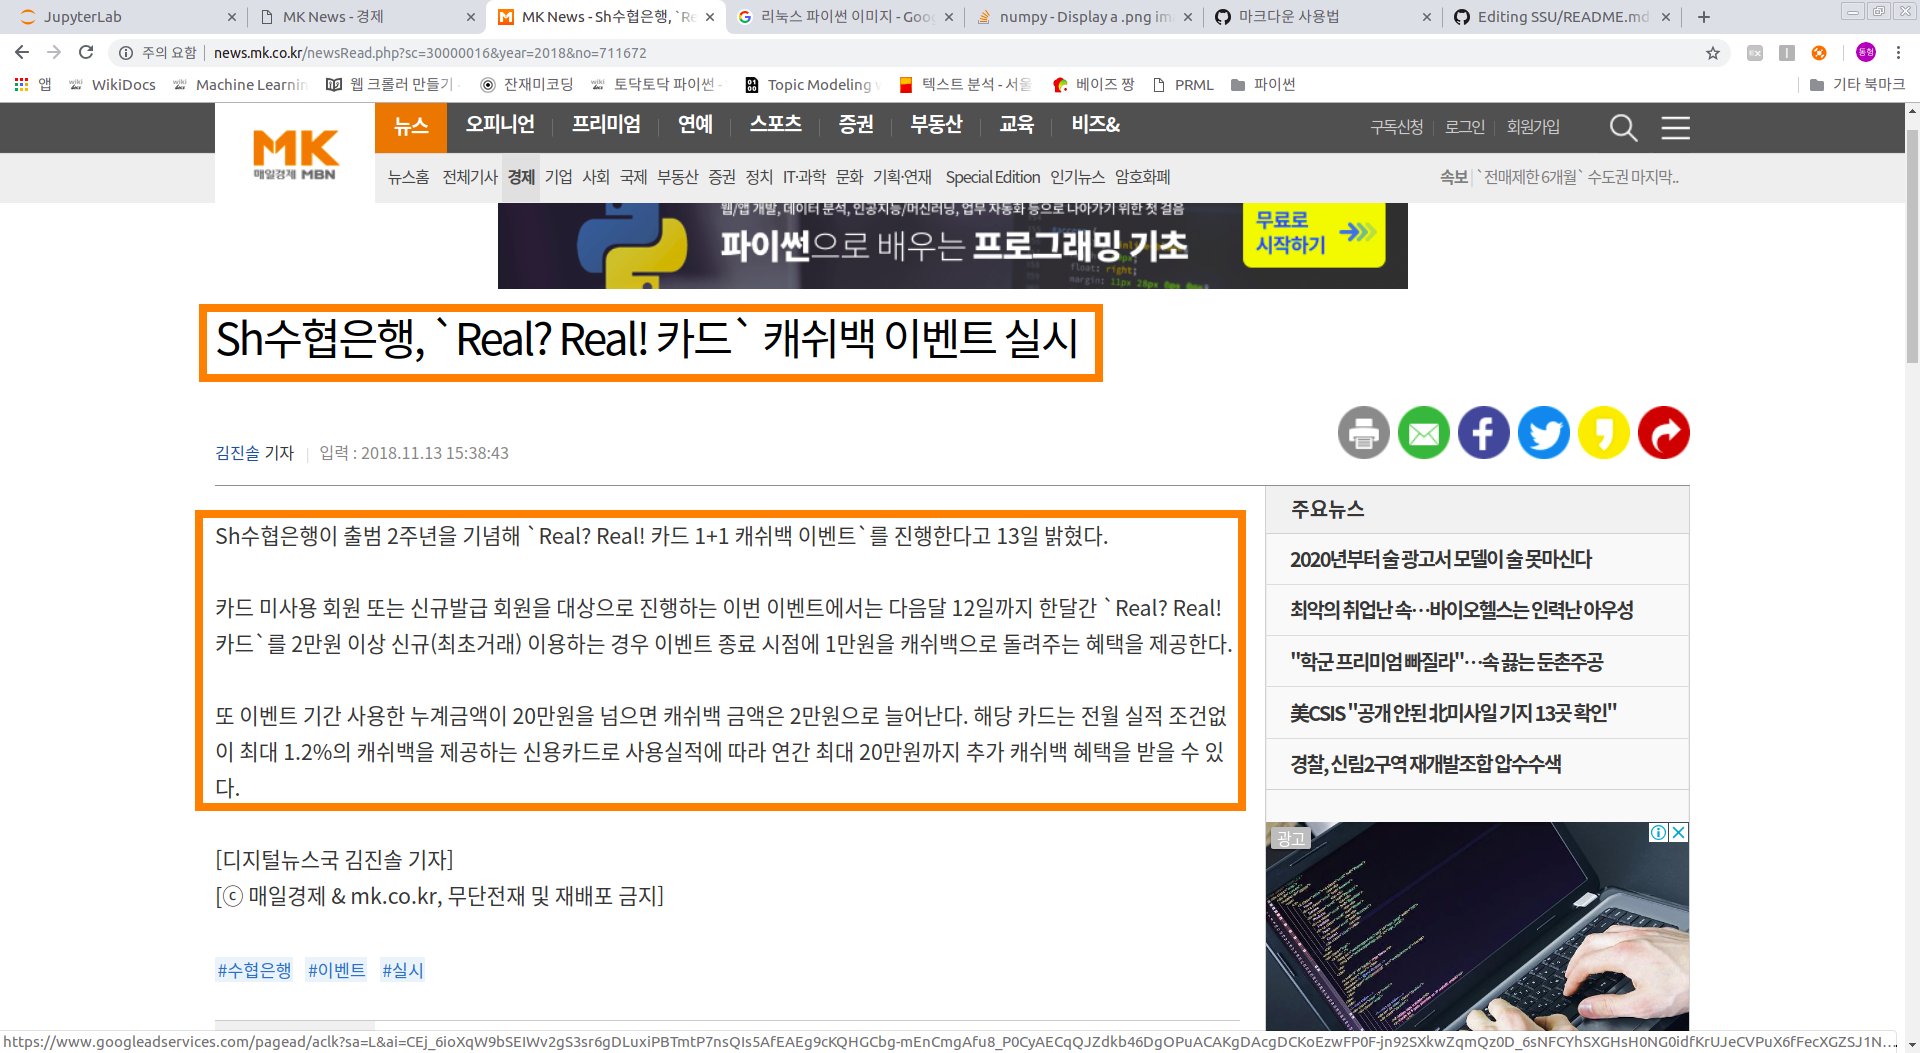 JupyterLab
MK News - 경제
MK News - Sh수협은행, `Re
리눅스 파이썬 이미지 - Goo
numpy - Display a .png im
마크다운 사용법
Editing SSU/README.md
주의 요함
news.mk.co.kr/newsRead.php?sc=30000016&year=2018&no=711672
동형
앱
WikiDocs
Machine Learnin
웹 크롤러 만들기 -
잔재미코딩
토닥토닥 파이썬 -
Topic Modeling
텍스트 분석 - 서울
베이즈 짱
PRML
파이썬
기타 북마크
MK
매일경제 MBN
뉴스
오피니언
프리미엄
연예
스포츠
증권
부동산
교육
비즈&
구독신청
로그인
회원가입
뉴스홈 전체기사 경제 기업 사회 국제 부동산 증권 정치 IT·과학 문화 기획·연재 Special Edition 인기뉴스 암호화폐
속보 `전매제한 6개월` 수도권 마지막..
웹/앱 개발, 데이터 분석, 인공지능/머신러닝, 업무 자동화 등으로 나아가기 위한 첫 걸음
파이썬으로 배우는 프로그래밍 기초
float: right;
무료로
시작하기
Sh수협은행, `Real? Real! 카드` 캐쉬백 이벤트 실시
김진솔 기자
입력 : 2018.11.13 15:38:43
Sh수협은행이 출범 2주년을 기념해 `Real? Real! 카드 1+1 캐쉬백 이벤트`를 진행한다고 13일 밝혔다.
카드 미사용 회원 또는 신규발급 회원을 대상으로 진행하는 이번 이벤트에서는 다음달 12일까지 한달간 `Real? Real!
카드`를 2만원 이상 신규(최초거래) 이용하는 경우 이벤트 종료 시점에 1만원을 캐쉬백으로 돌려주는 혜택을 제공한다.
또 이벤트 기간 사용한 누계금액이 20만원을 넘으면 캐쉬백 금액은 2만원으로 늘어난다. 해당 카드는 전월 실적 조건없
이 최대 1.2%의 캐쉬백을 제공하는 신용카드로 사용실적에 따라 연간 최대 20만원까지 추가 캐쉬백 혜택을 받을 수 있
다.
[디지털뉴스국 김진솔 기자]
[ⓒ 매일경제 & mk.co.kr, 무단전재 및 재배포 금지]
#수협은행
#이벤트
#실시
주요뉴스
2020년부터 술 광고서 모델이 술 못마신다
최악의 취업난 속…바이오헬스는 인력난 아우성
"학군 프리미엄 빠질라"…속 끓는 둔촌주공
美CSIS "공개 안된 北미사일 기지 13곳 확인"
경찰, 신림2구역 재개발조합 압수수색
광고
https://www.googleadservices.com/pagead/aclk?sa=L&ai=CEj_6ioXqW9bSEIWv2gS3sr6gDLuxiPBTmtP7nsQIs5AfEAEg9cKQHGCbg-mEnCmgAfu8_P0CyAECqQJZdkb46DgOPuACAKgDAcgDCKoEzwFP0F-jn92SXkwZqmQz0D_6sNFCYhSXGHsH0NG0idfKrUJeCVPuX6fFecXGZSJ1N...